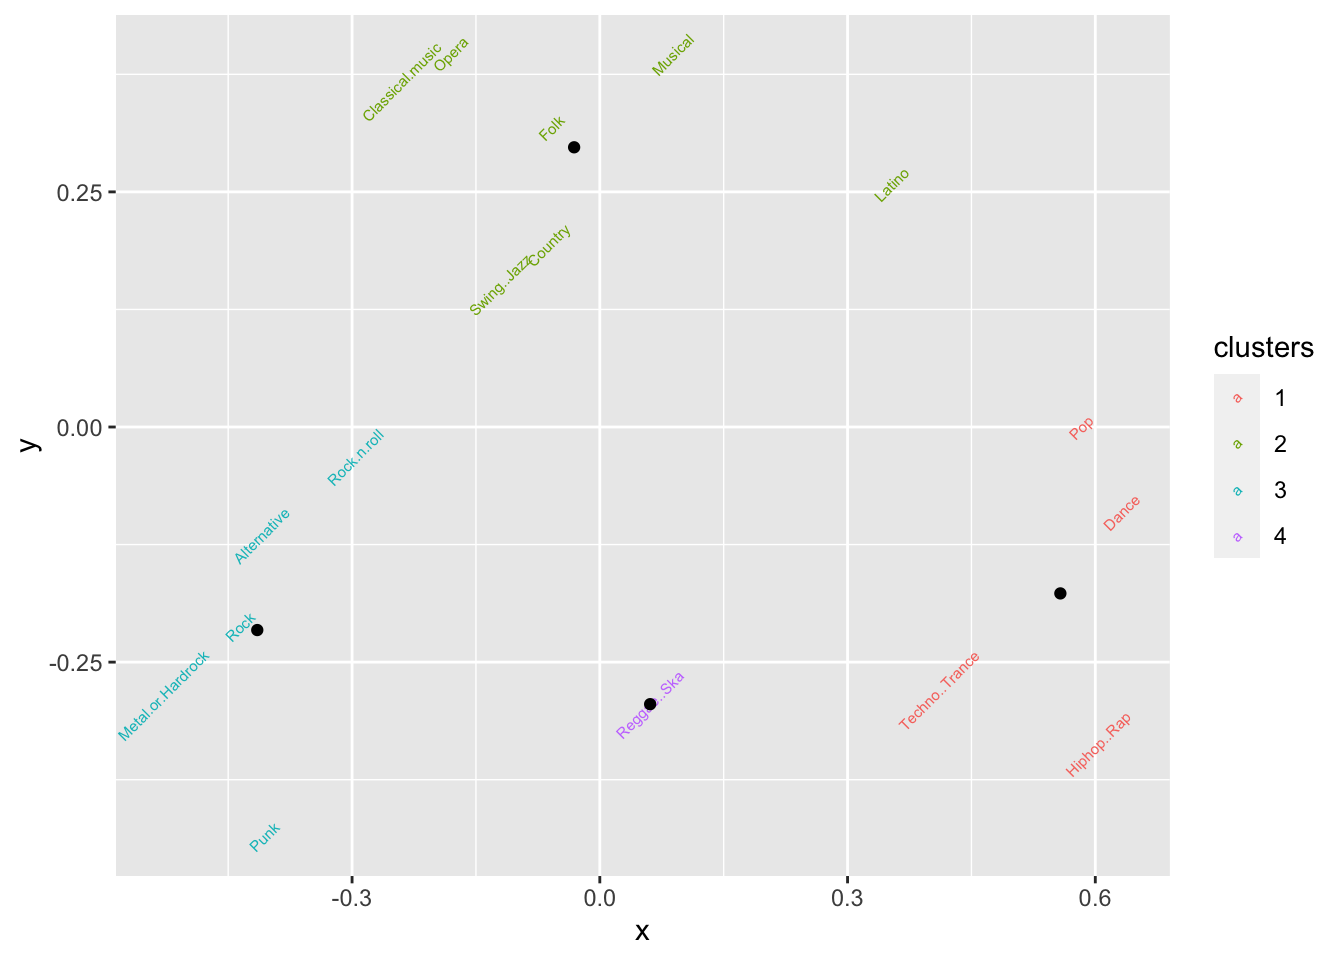 Classical.music
Opera
Musical
Folk
Latino
Country
Swing..Jazz
Rock.n.roll
Pop
Alternative
Dance
Rock
Metal.or.Hardrock
Reggae..Ska
Techno..Trance
Hiphop..Rap
Punk
0.25
0.00
-0.25
y
-0.3
0.0
0.3
0.6
x
clusters
a 1
a 2
a 3
a 4